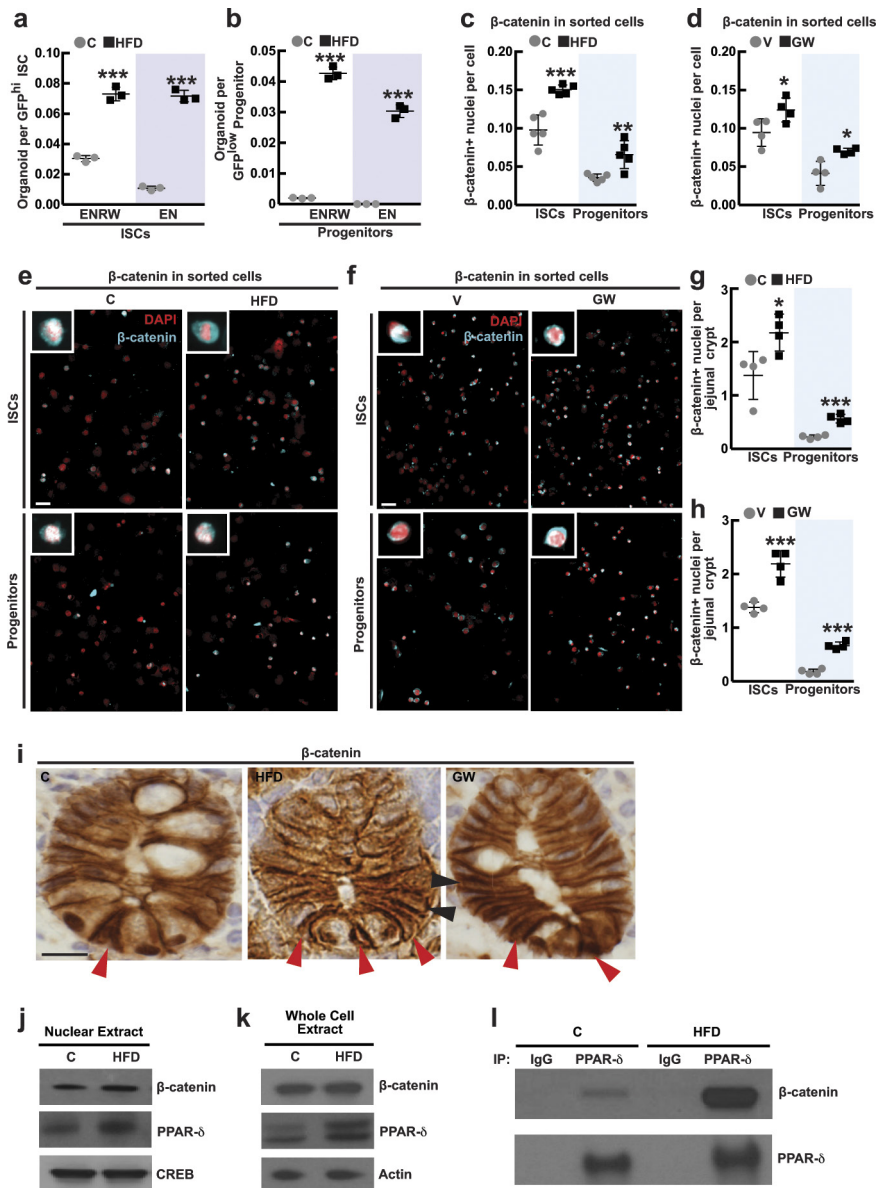 a
C HFD
Organoid per GFPhi ISC
0.10
0.08
0.06
0.04
0.02
0.00
***
***
ENRW EN
ISCs
b
C HFD
Organoid per
GFPlow Progenitor
0.05
0.04
0.03
0.02
0.01
0.00
***
***
ENRW EN
Progenitors
c
β-catenin in sorted cells
C HFD
β-catenin+ nuclei per cell
0.20
0.15
0.10
0.05
0.00
***
**
ISCs Progenitors
d
β-catenin in sorted cells
V GW
β-catenin+ nuclei per cell
0.20
0.15
0.10
0.05
0.00
*
*
ISCs Progenitors
e
β-catenin in sorted cells
C HFD
DAPI
β-catenin
ISCs
Progenitors
f
β-catenin in sorted cells
V GW
DAPI
β-catenin
ISCs
Progenitors
g
C HFD
β-catenin+ nuclei per
jejunal crypt
3
2
1
0
*
***
ISCs Progenitors
h
V GW
β-catenin+ nuclei per
jejunal crypt
3
2
1
0
***
***
ISCs Progenitors
i
β-catenin
C HFD GW
j
Nuclear Extract
C HFD
β-catenin
PPAR-δ
CREB
k
Whole Cell
Extract
C HFD
β-catenin
PPAR-δ
Actin
l
C HFD
IP: IgG PPAR-δ IgG PPAR-δ
β-catenin
PPAR-δ